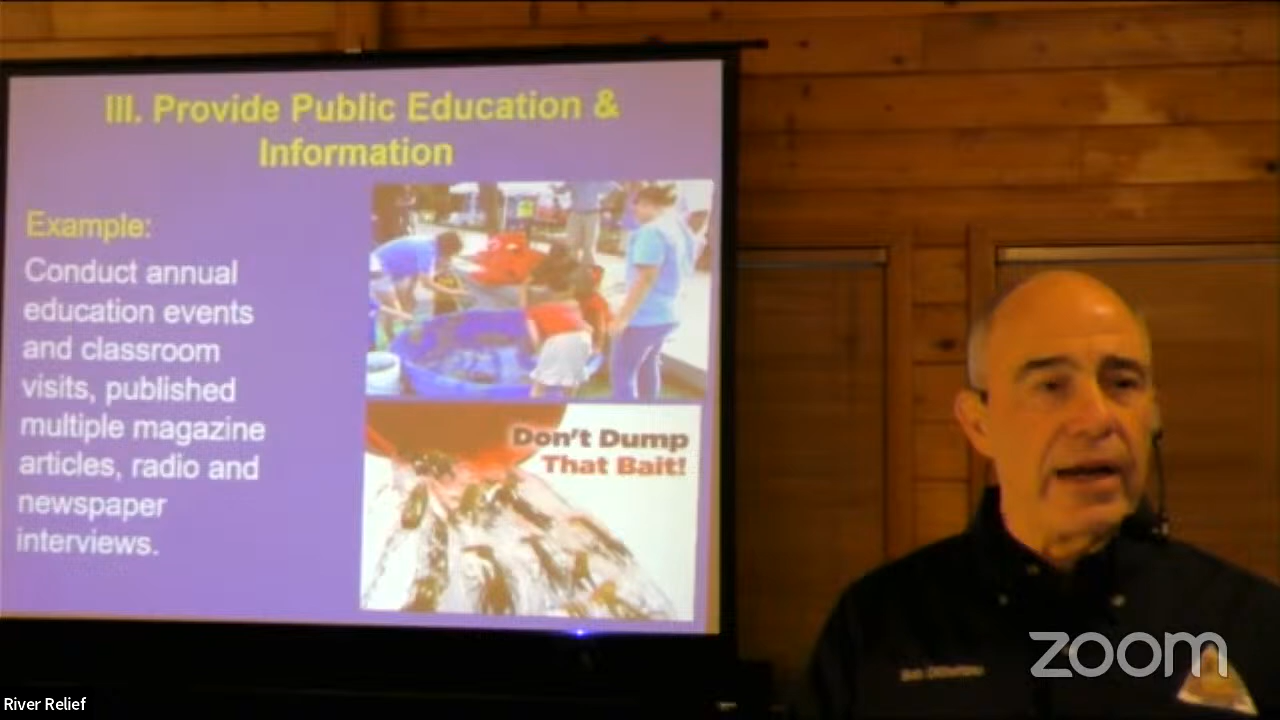 III. Provide Public Education &
Information
Example:
Conduct annual
education events
and classroom
visits, published
multiple magazine
articles, radio and
newspaper
interviews.
Don't Dump
That Bait!
zoom
River Relief